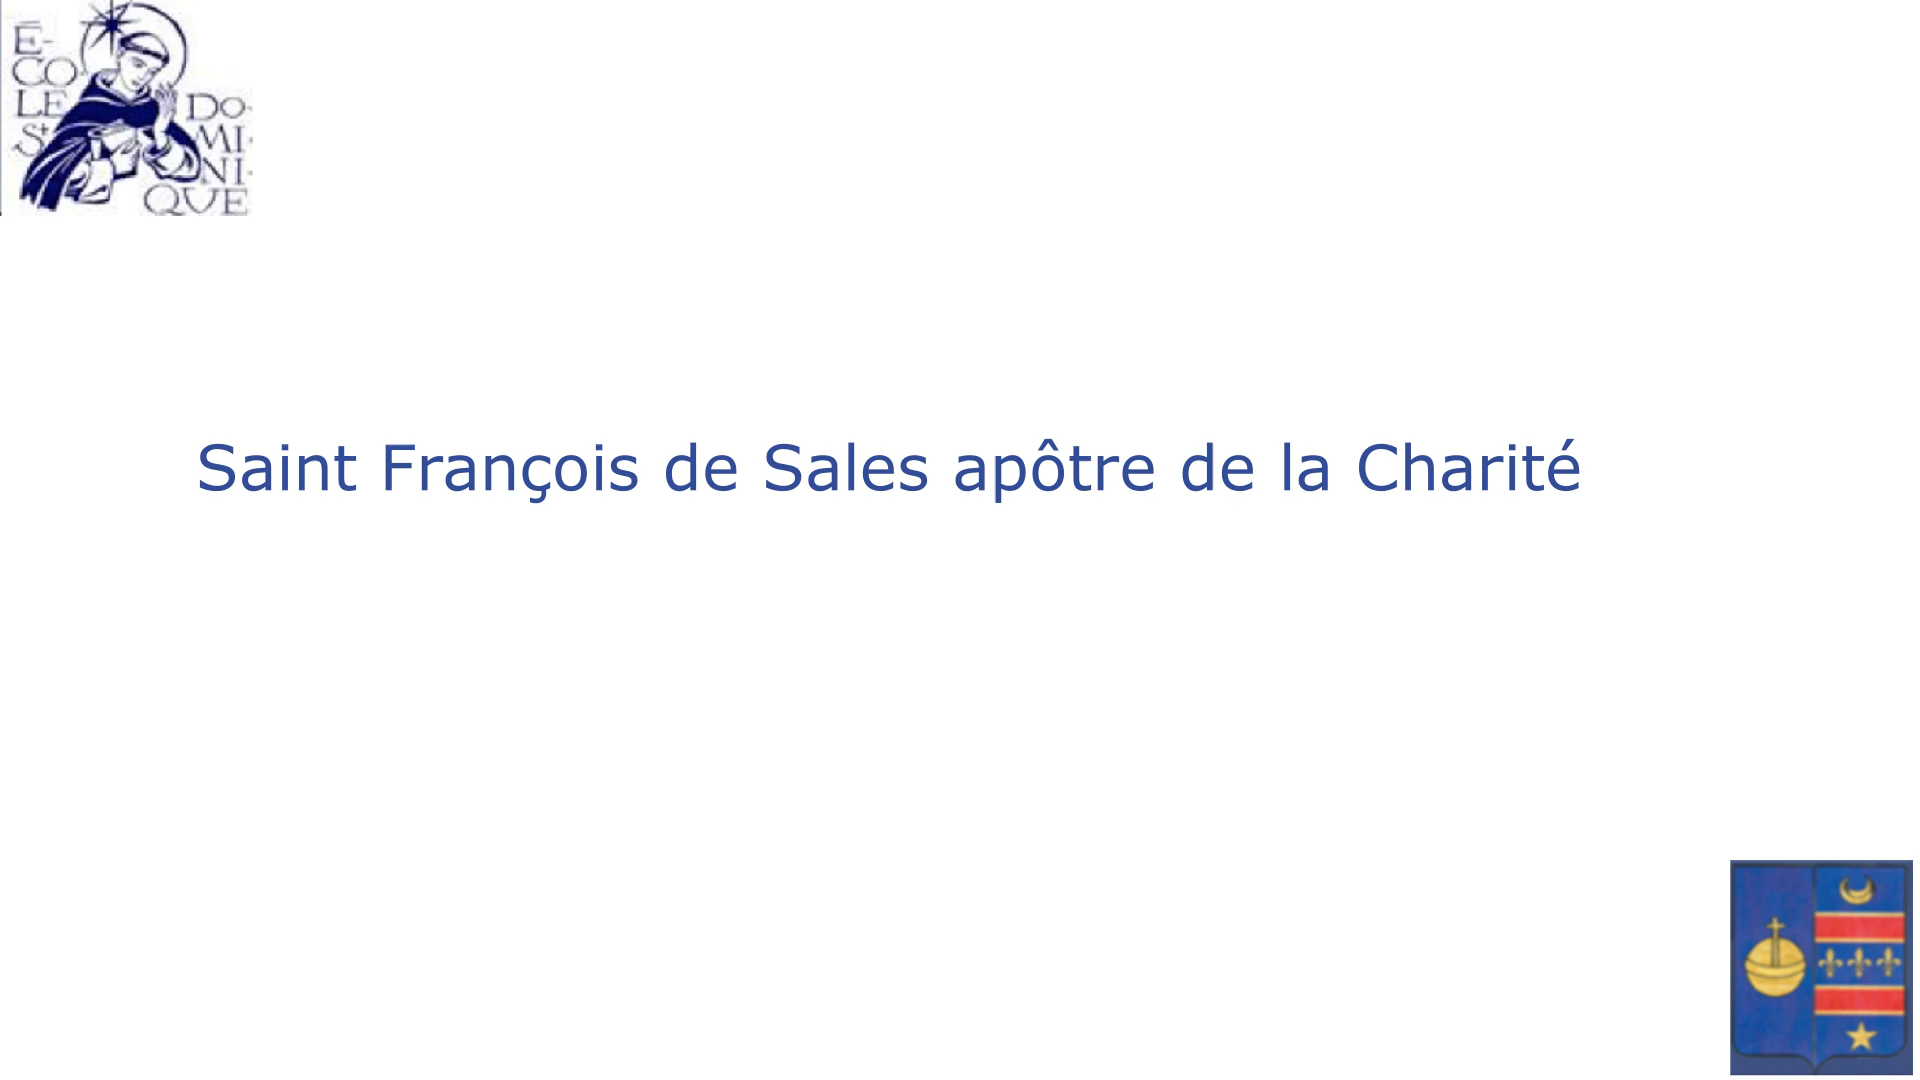 É-
CO
LE
St
DO-
MI-
NI-
QUE
Saint François de Sales apôtre de la Charité